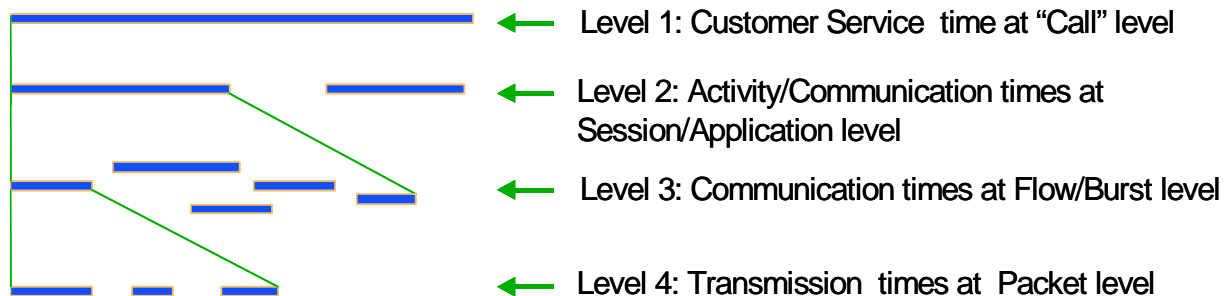 Level 1: Customer Service time at “Call” level
Level 2: Activity/Communication times at
Session/Application level
Level 3: Communication times at Flow/Burst level
Level 4: Transmission times at Packet level